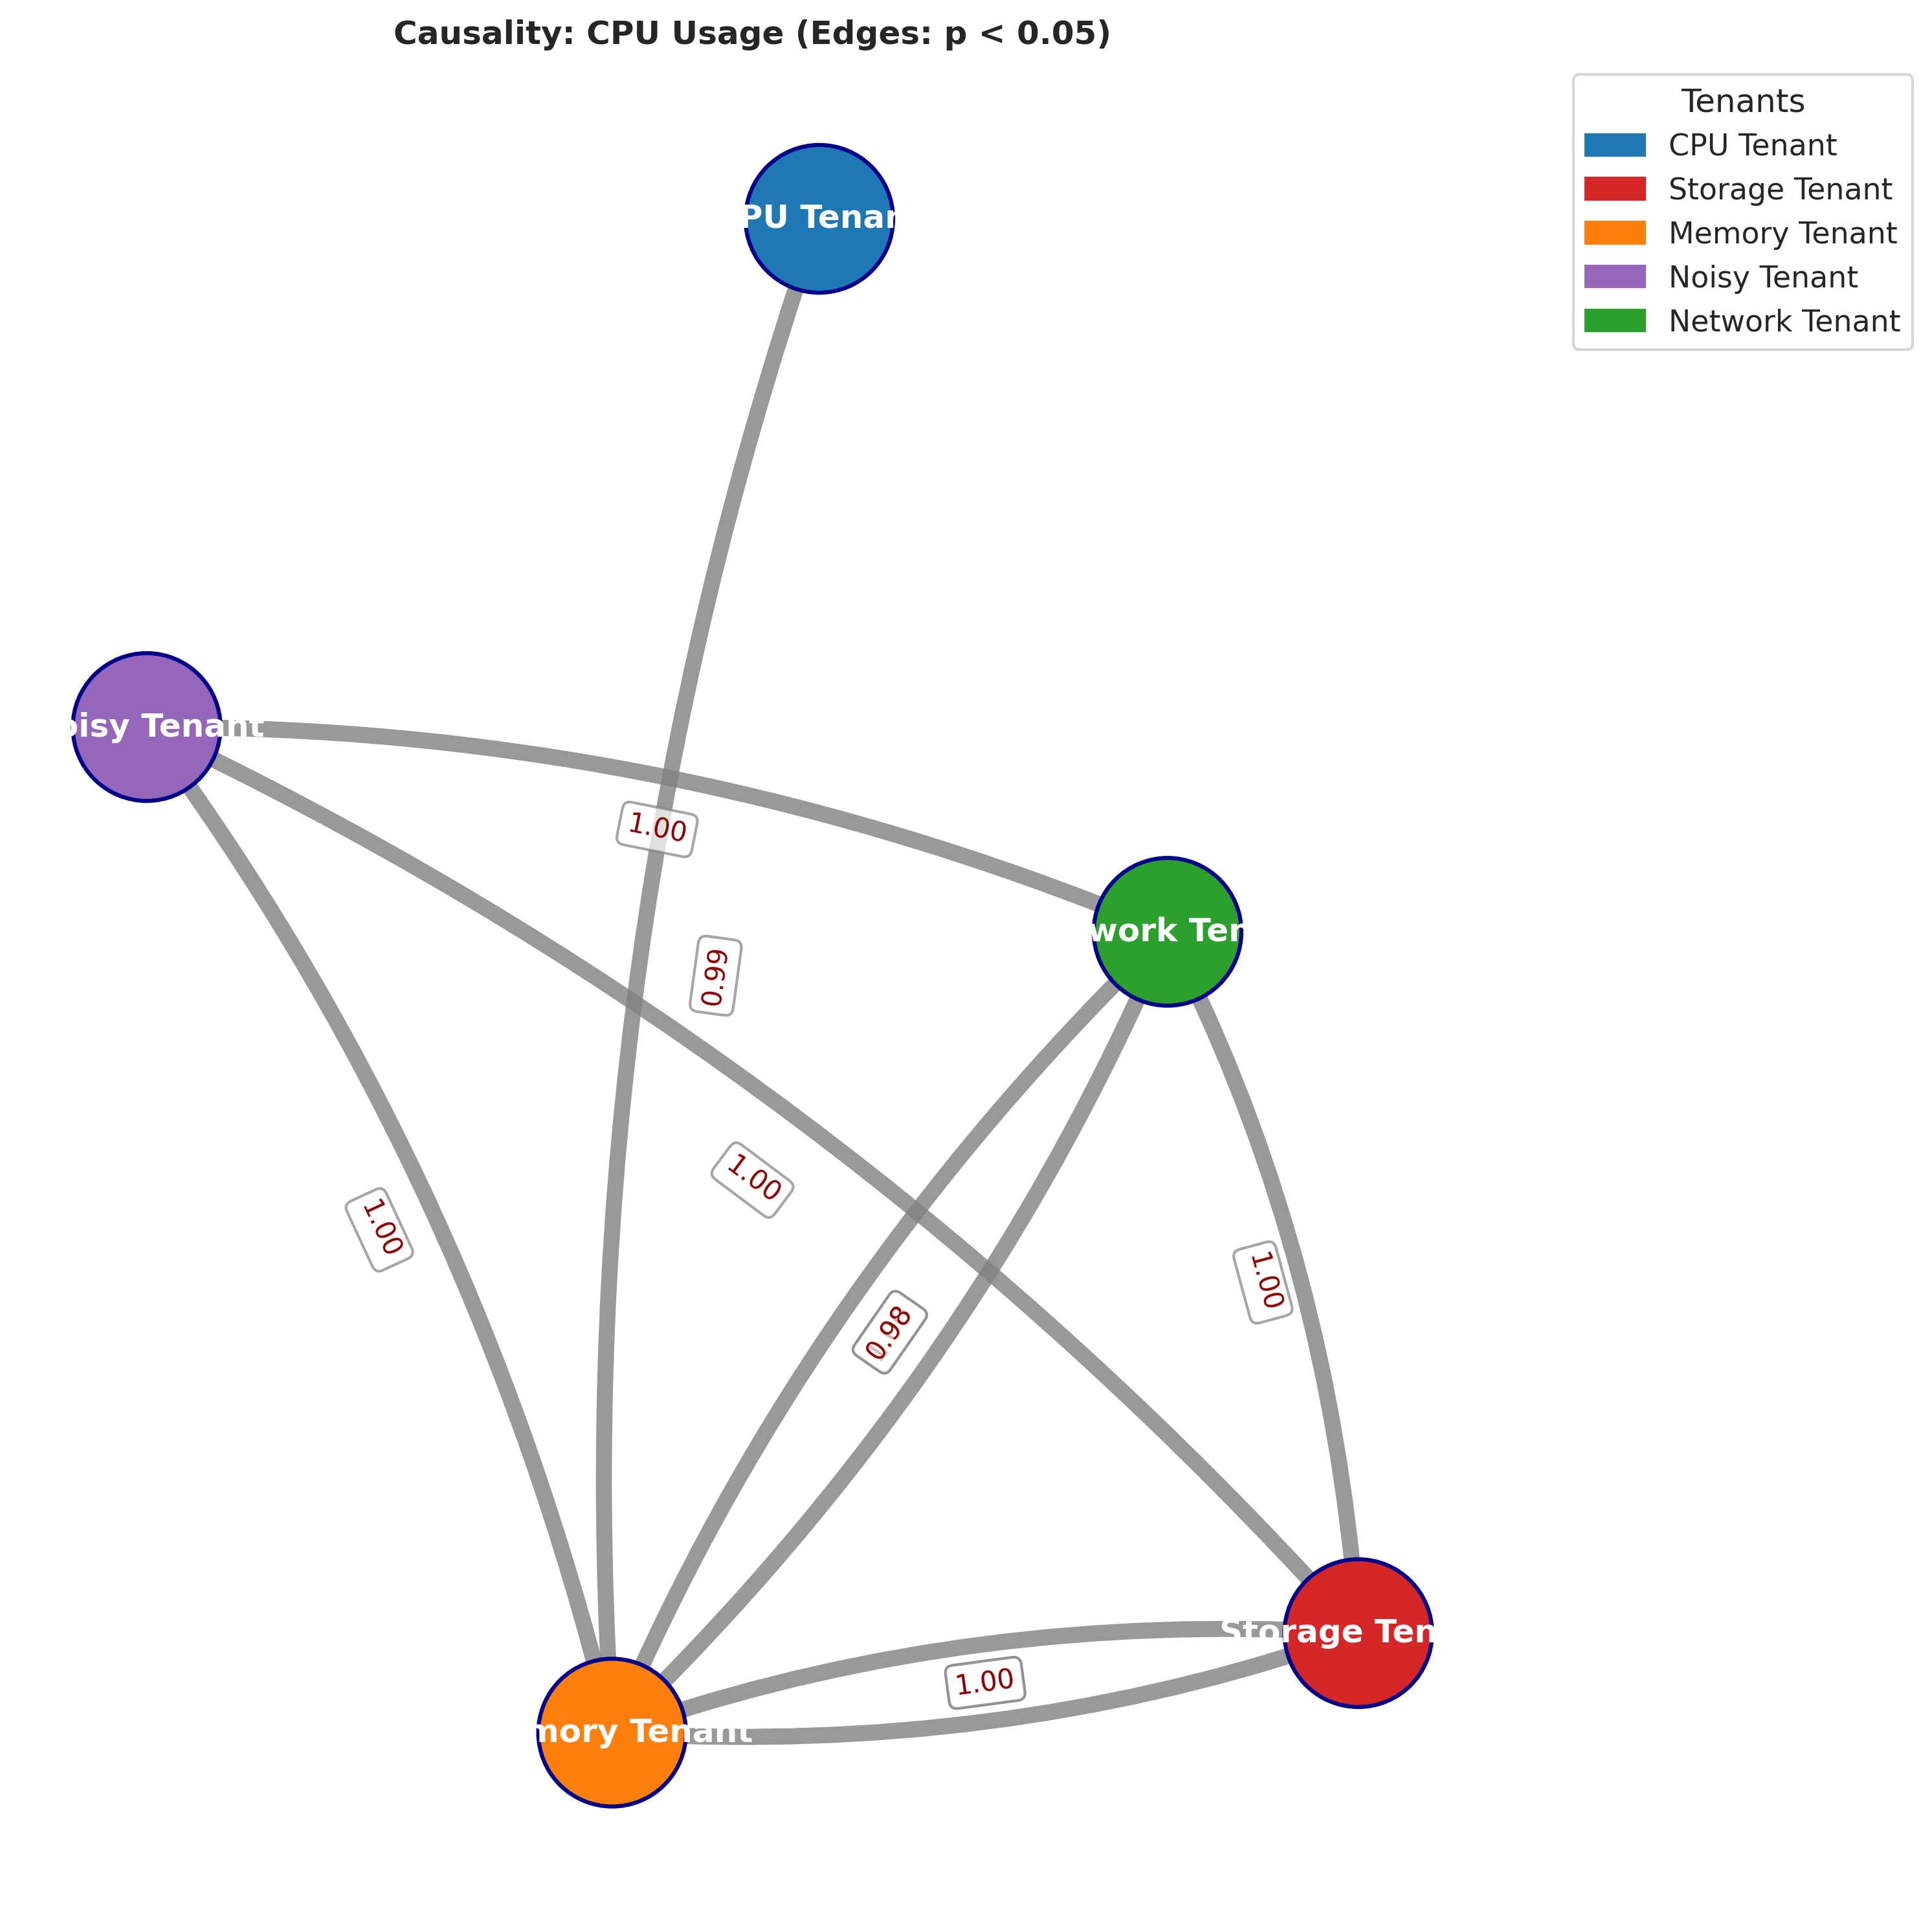 Causality: CPU Usage (Edges: p < 0.05)
Tenants
CPU Tenant
Storage Tenant
Memory Tenant
Noisy Tenant
Network Tenant
PU Tenan
oisy Tenant
1.00
work Ten
0.99
1.00
1.00
1.00
0.98
Storage Ten
1.00
mory Tenant